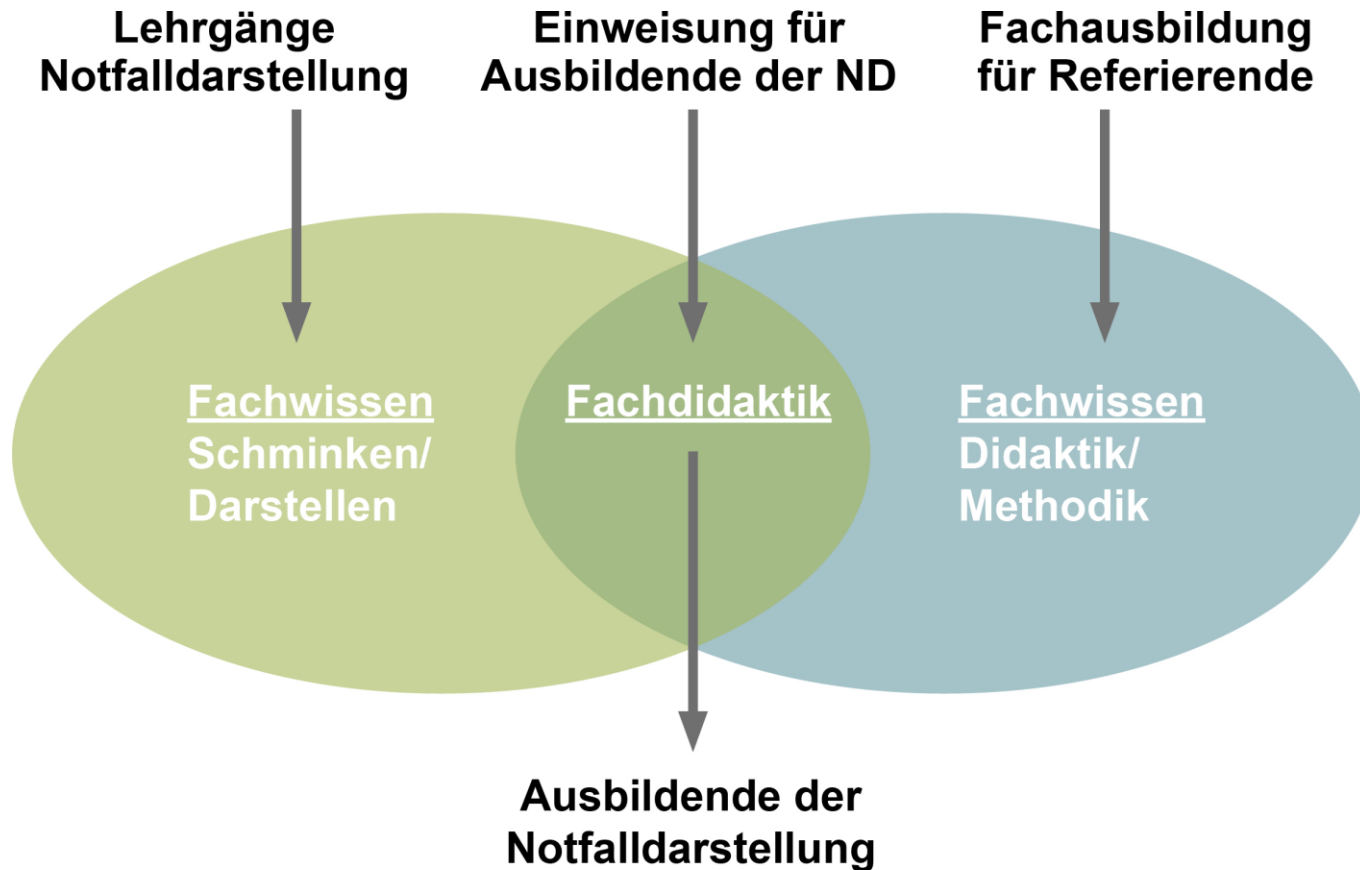 Lehrgänge
Notfalldarstellung
Einweisung für
Ausbildende der ND
Fachausbildung
für Referierende
Fachwissen
Schminken/
Darstellen
Fachdidaktik
Fachwissen
Didaktik/
Methodik
Ausbildende der
Notfalldarstellung